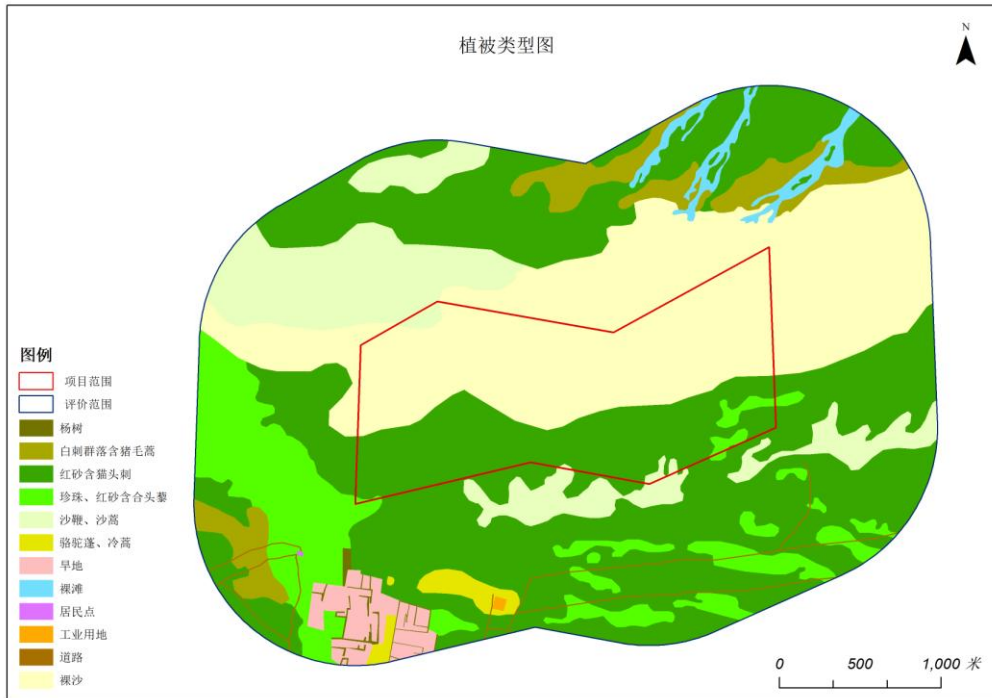 植被类型图
N
图例
项目范围
评价范围
杨树
白刺群落含猪毛蒿
红砂含猫头刺
珍珠、红砂含合头藜
沙鞭、沙蒿
骆驼蓬、冷蒿
旱地
裸滩
居民点
工业用地
道路
裸沙
0 500 1,000 米